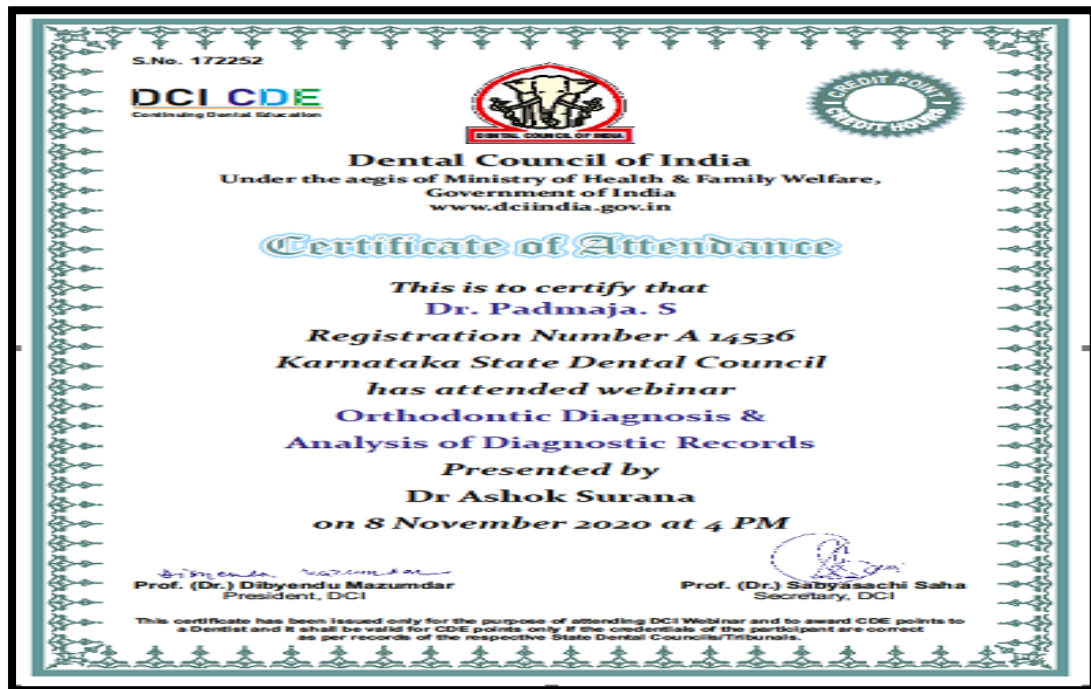 S.No. 172252
DCI CDE
Continuing Dental Education
DENTAL COUNCIL OF INDIA
CREDIT POINT
CREDIT HOURS
Dental Council of India
Under the aegis of Ministry of Health & Family Welfare,
Government of India
www.dciindia.gov.in
Certificate of Attendance
This is to certify that
Dr. Padmaja. S
Registration Number A 14536
Karnataka State Dental Council
has attended webinar
Orthodontic Diagnosis &
Analysis of Diagnostic Records
Presented by
Dr Ashok Surana
on 8 November 2020 at 4 PM
Dibyendu Mazumdar
Prof. (Dr.) Dibyendu Mazumdar
President, DCI
Prof. (Dr.) Sabyasachi Saha
Secretary, DCI
This certificate has been issued only for the purpose of attending DCI Webinar and to award CDE points to
a Dentist and it shall be valid for CDE points only if the credentials of the participant are correct
as per records of the respective State Dental Councils/Tribunals.